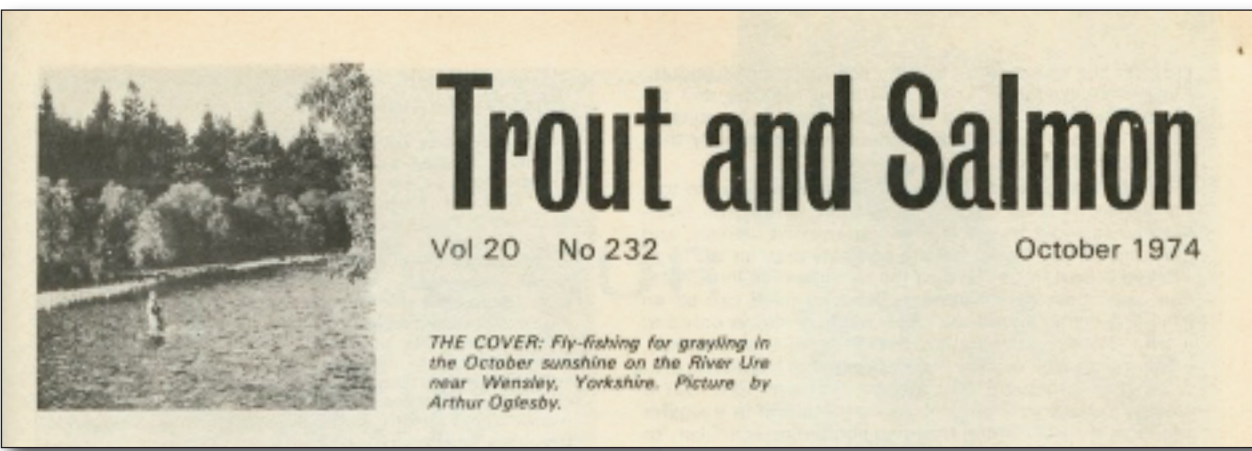 Trout and Salmon
Vol 20 No 232 October 1974
THE COVER: Fly-fishing for grayling in
the October sunshine on the River Ure
near Wensley, Yorkshire. Picture by
Arthur Oglesby.